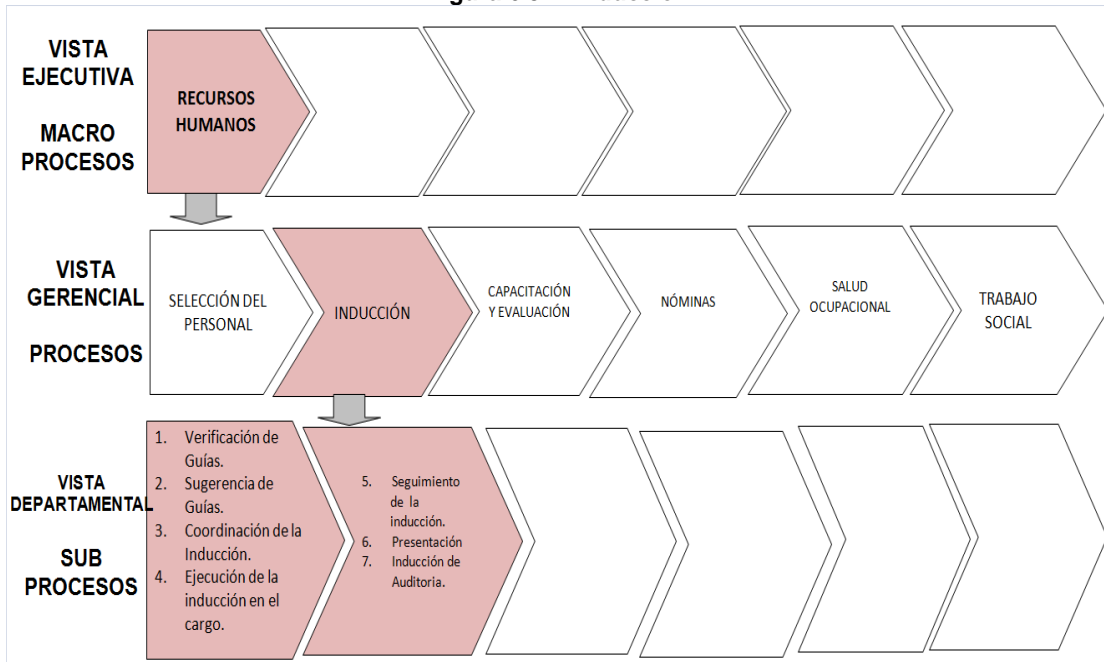 VISTA
EJECUTIVA
MACRO
PROCESOS
RECURSOS
HUMANOS
VISTA
GERENCIAL
PROCESOS
SELECCIÓN DEL
PERSONAL
INDUCCIÓN
CAPACITACIÓN
Y EVALUACIÓN
NÓMINAS
SALUD
OCUPACIONAL
TRABAJO
SOCIAL
VISTA
DEPARTAMENTAL
SUB
PROCESOS
1. Verificación de
Guías.
2. Sugerencia de
Guías.
3. Coordinación de la
Inducción.
4. Ejecución de la
inducción en el
cargo.
5. Seguimiento
de la
inducción.
6. Presentación
7. Inducción de
Auditoria.